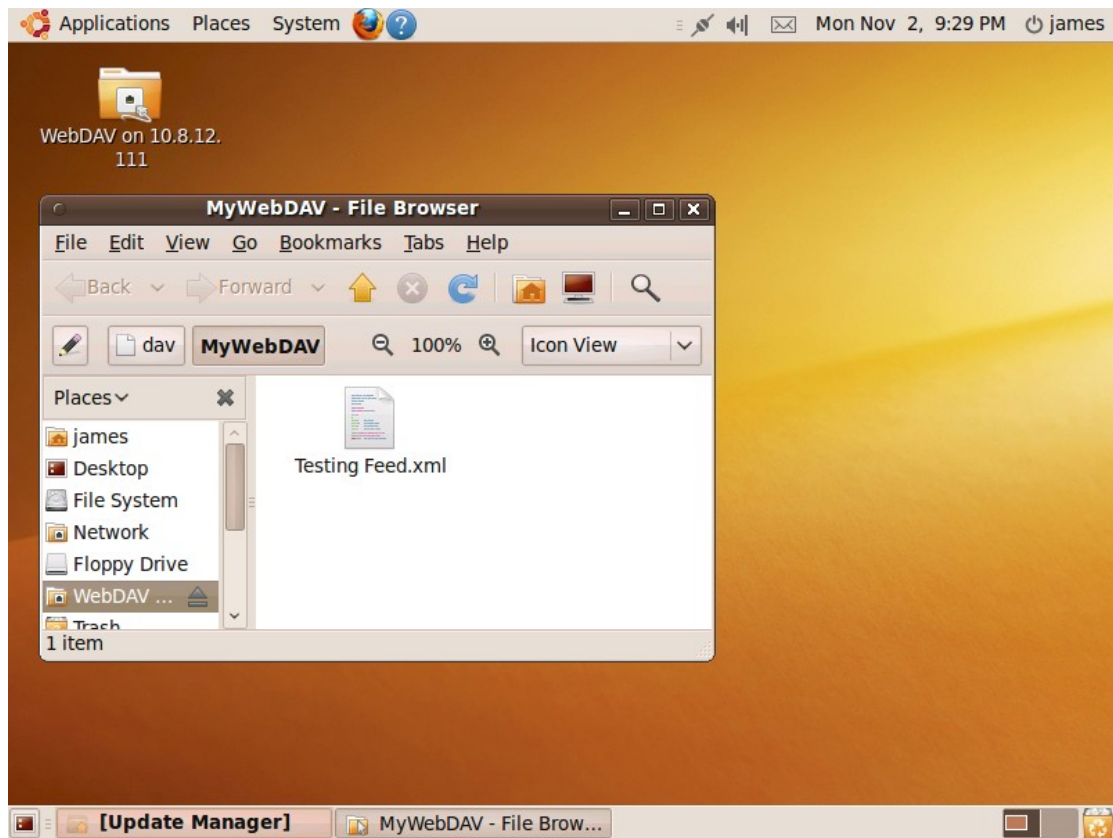 Applications Places System Mon Nov 2, 9:29 PM james
WebDAV on 10.8.12.
111
MyWebDAV - File Browser
File Edit View Go Bookmarks Tabs Help
Back Forward
dav MyWebDAV 100% Icon View
Places
james
Desktop
File System
Network
Floppy Drive
WebDAV ...
Trash
Testing Feed.xml
1 item
[Update Manager] MyWebDAV - File Brow...